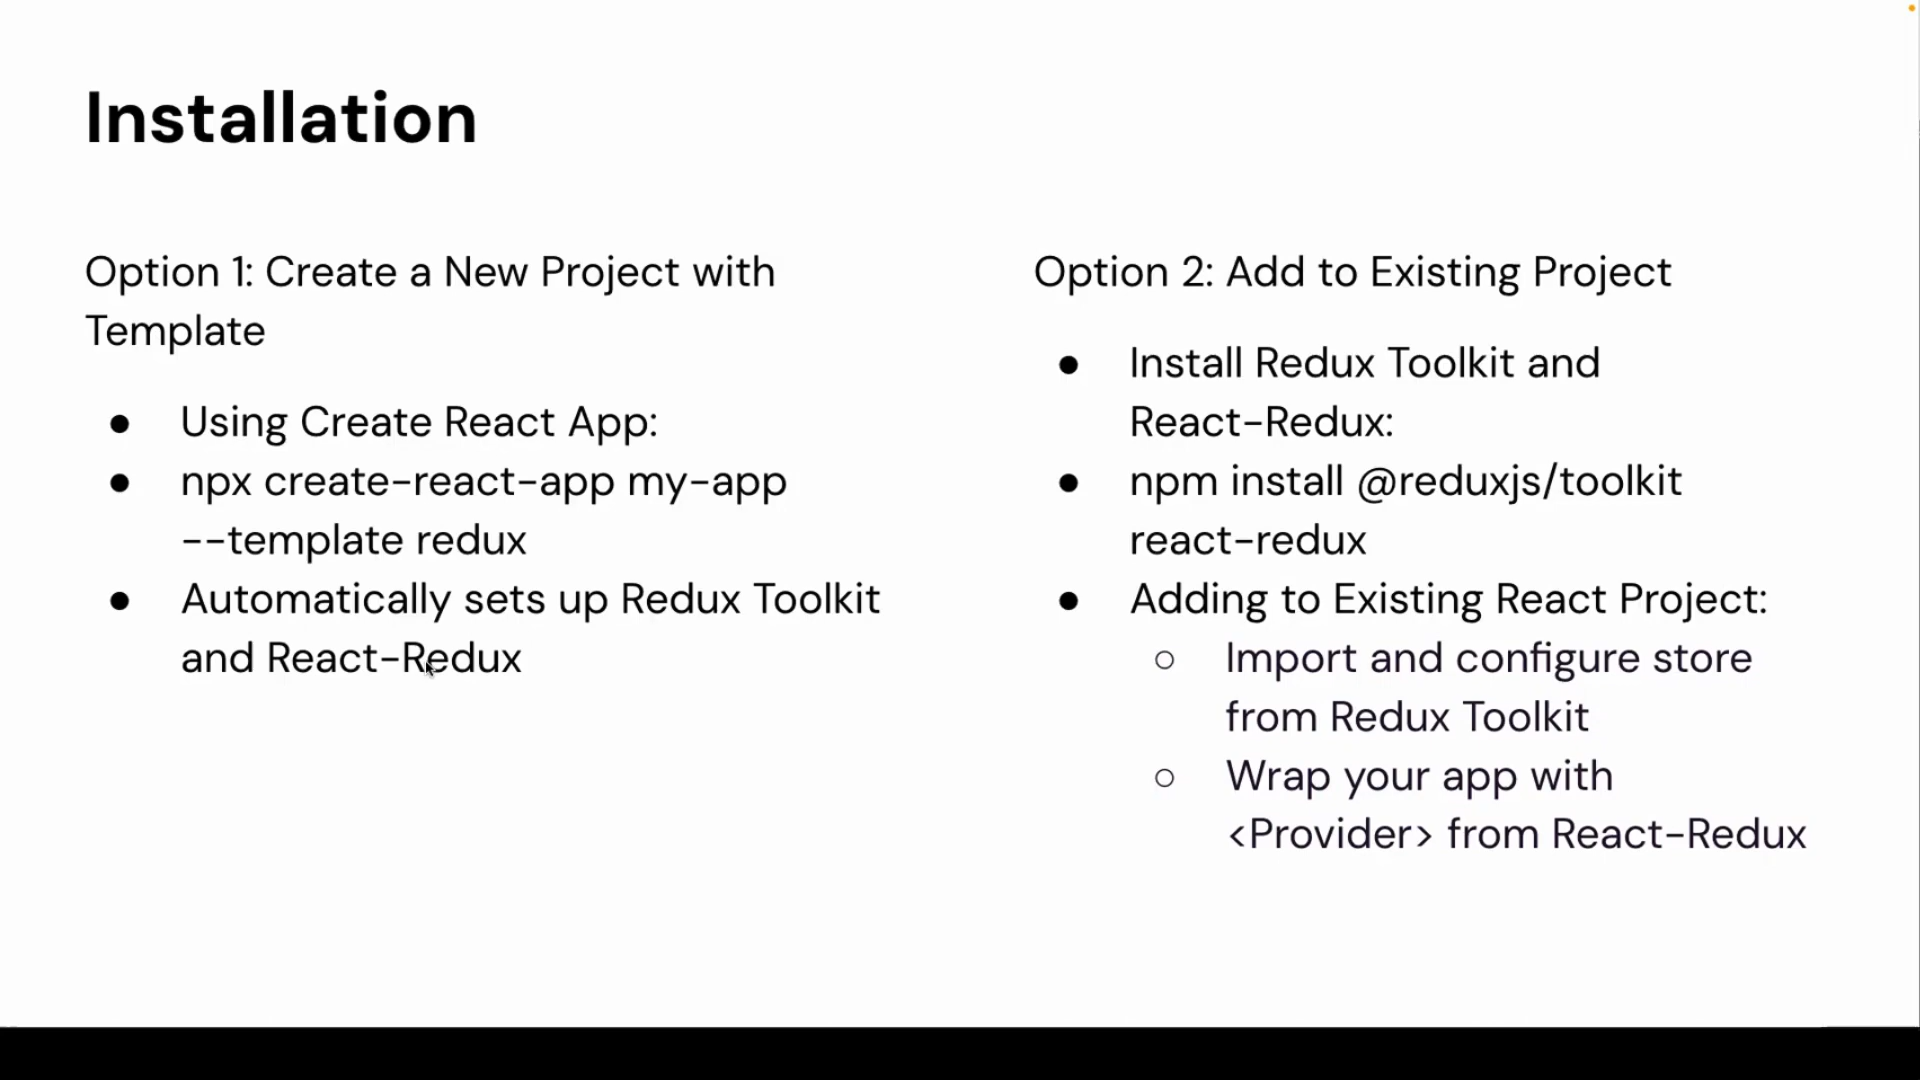 Installation
Option 1: Create a New Project with
Template
● Using Create React App:
● npx create-react-app my-app
--template redux
● Automatically sets up Redux Toolkit
and React-Redux
Option 2: Add to Existing Project
● Install Redux Toolkit and
React-Redux:
● npm install @reduxjs/toolkit
react-redux
● Adding to Existing React Project:
○ Import and configure store
from Redux Toolkit
○ Wrap your app with
<Provider> from React-Redux